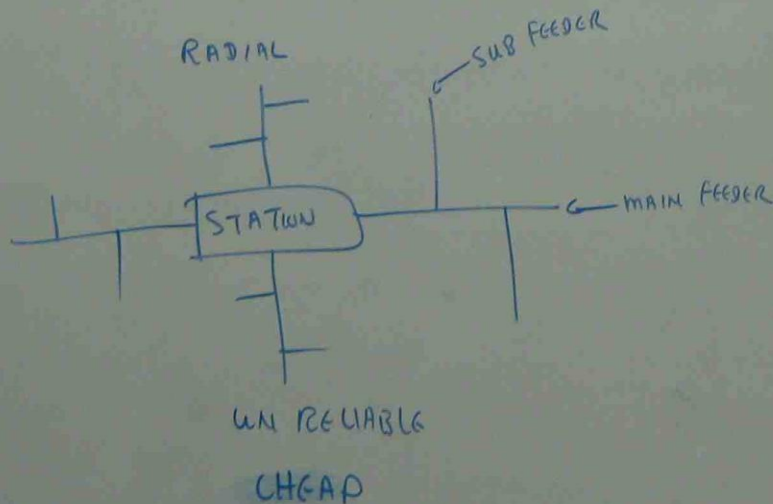 RADIAL
SUB FEEDER
STATION
MAIN FEEDER
UN RELIABLE
CHEAP